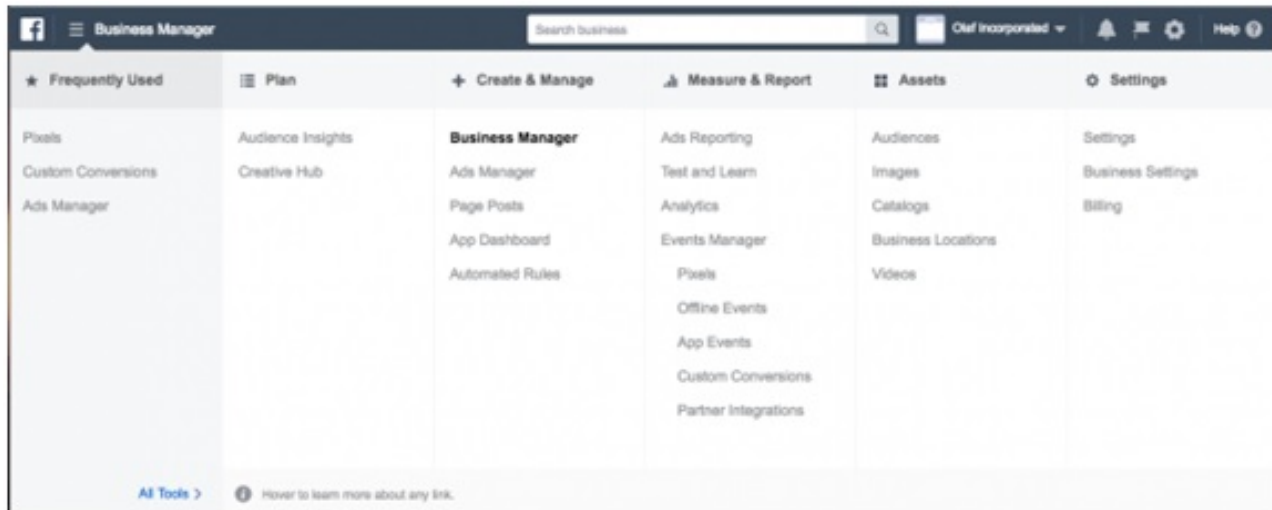 f Business Manager
Search business
Olaf Incorporated
Help
Frequently Used
Pixels
Custom Conversions
Ads Manager
All Tools >
Plan
Audience Insights
Creative Hub
Create & Manage
Business Manager
Ads Manager
Page Posts
App Dashboard
Automated Rules
Measure & Report
Ads Reporting
Test and Learn
Analytics
Events Manager
Pixels
Offline Events
App Events
Custom Conversions
Partner Integrations
Assets
Audiences
Images
Catalogs
Business Locations
Videos
Settings
Settings
Business Settings
Billing
Hover to learn more about any link.